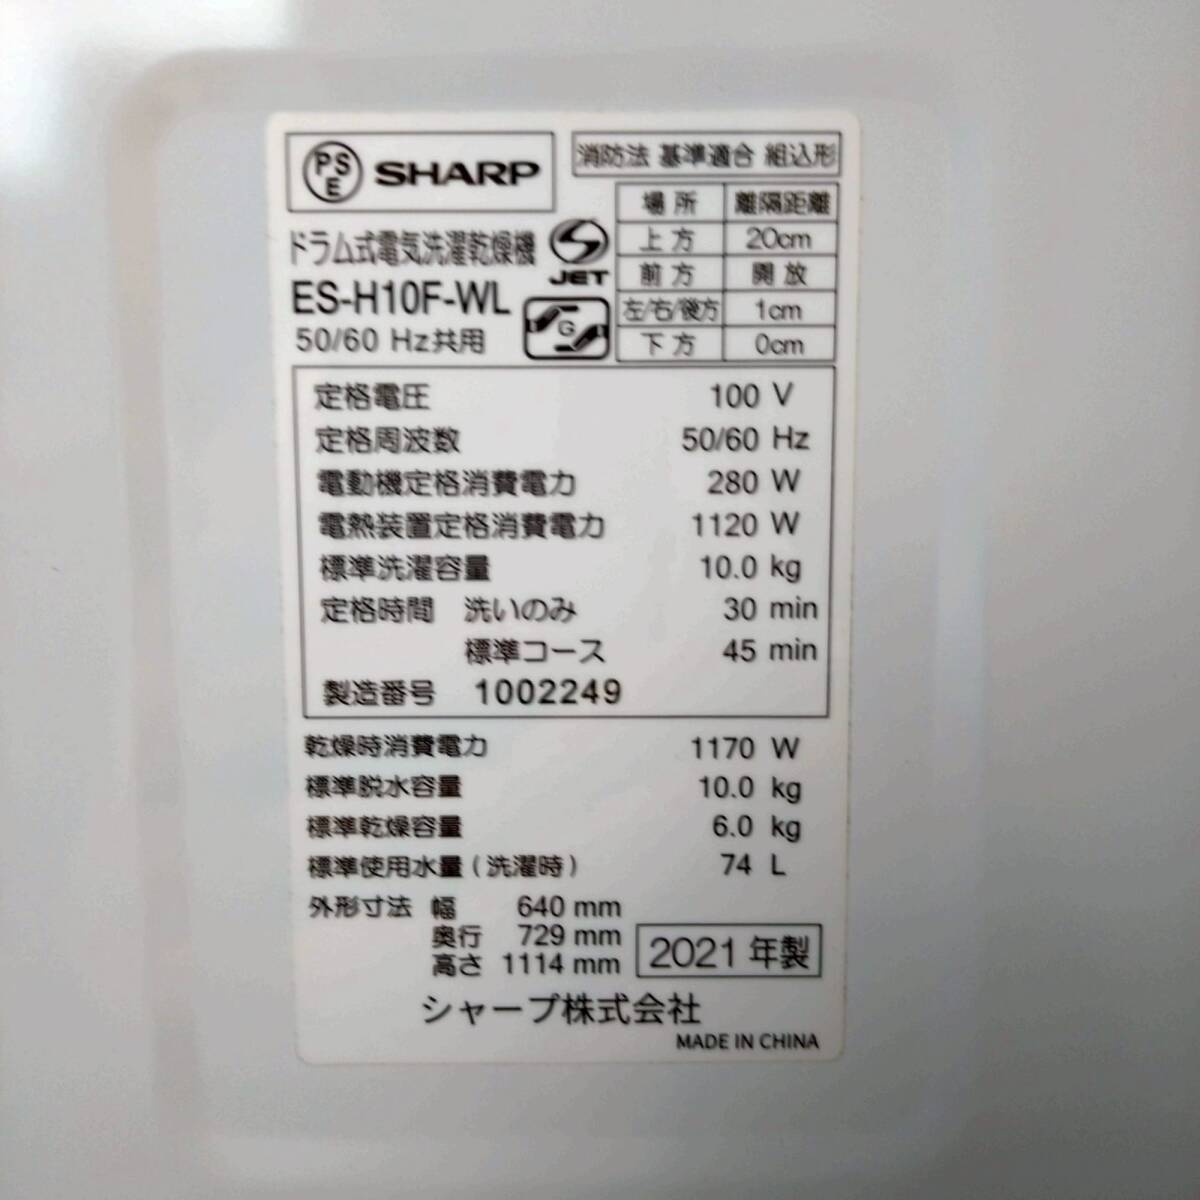 PSE SHARP
消防法 基準適合 組込形
場所 離隔距離
上方 20cm
前方 開放
左/右/後方 1cm
下方 0cm
ドラム式電気洗濯乾燥機
S JET
ES-H10F-WL
G
50/60 Hz共用
定格電圧 100 V
定格周波数 50/60 Hz
電動機定格消費電力 280 W
電熱装置定格消費電力 1120 W
標準洗濯容量 10.0 kg
定格時間 洗いのみ 30 min
標準コース 45 min
製造番号 1002249
乾燥時消費電力 1170 W
標準脱水容量 10.0 kg
標準乾燥容量 6.0 kg
標準使用水量(洗濯時) 74 L
外形寸法 幅 640 mm
奥行 729 mm
高さ 1114 mm
2021 年製
シャープ株式会社
MADE IN CHINA